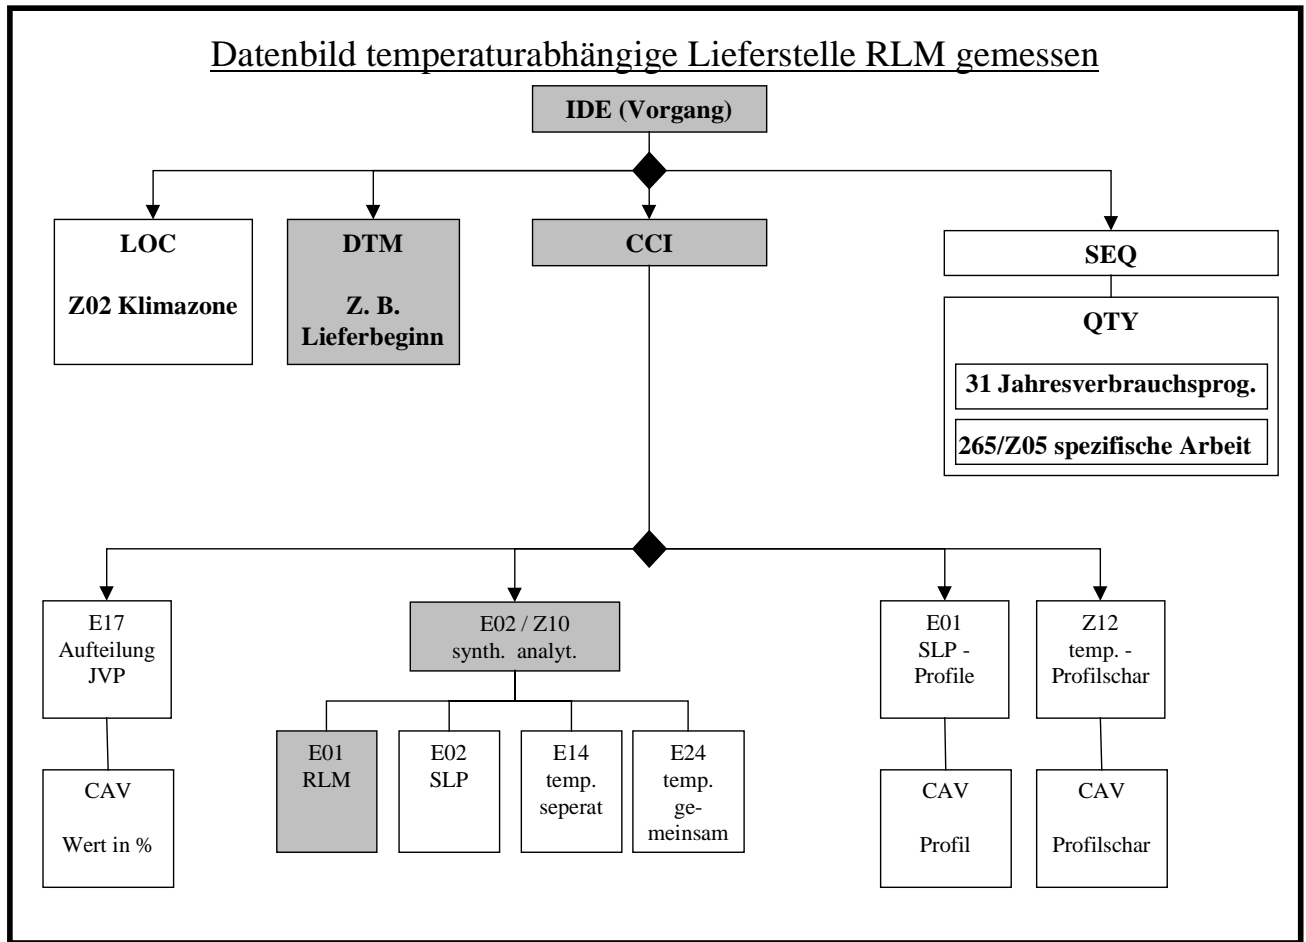 Datenbild temperaturabhängige Lieferstelle RLM gemessen
IDE (Vorgang)
LOC
Z02 Klimazone
DTM
Z. B.
Lieferbeginn
CCI
SEQ
QTY
31 Jahresverbrauchsprog.
265/Z05 spezifische Arbeit
E17
Aufteilung
JVP
E02 / Z10
synth. analyt.
E01
SLP -
Profile
Z12
temp. -
Profilschar
E01
RLM
E02
SLP
E14
temp.
seperat
E24
temp.
ge-
meinsam
CAV
Wert in %
CAV
Profil
CAV
Profilschar